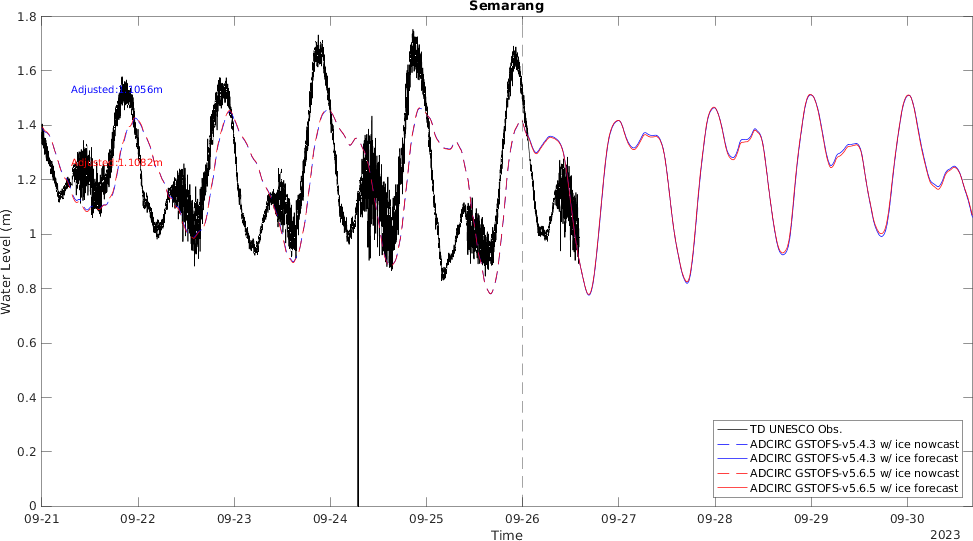 Semarang
1.8
1.6
1.4
1.2
1
0.8
0.6
0.4
0.2
0
Water Level (m)
Adjusted:1.1056m
Adjusted:1.1082m
TD UNESCO Obs.
ADCIRC GSTOFS-v5.4.3 w/ ice nowcast
ADCIRC GSTOFS-v5.4.3 w/ ice forecast
ADCIRC GSTOFS-v5.6.5 w/ ice nowcast
ADCIRC GSTOFS-v5.6.5 w/ ice forecast
09-21 09-22 09-23 09-24 09-25 09-26 09-27 09-28 09-29 09-30
Time
2023